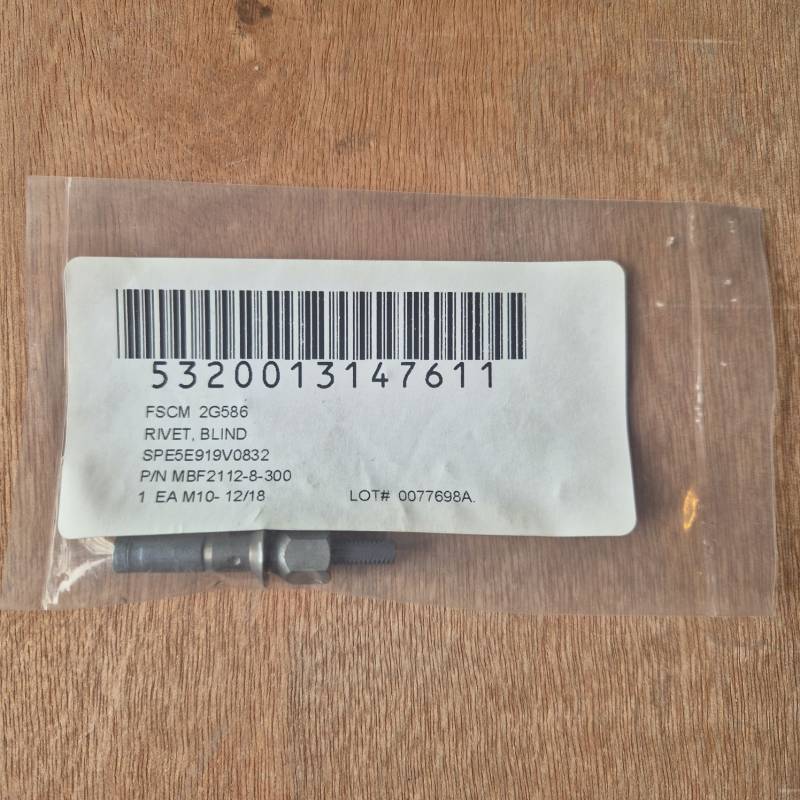 5320013147611
FSCM 2G586
RIVET, BLIND
SPE5E919V0832
P/N MBF2112-8-300
1 EA M10- 12/18 LOT# 0077698A.